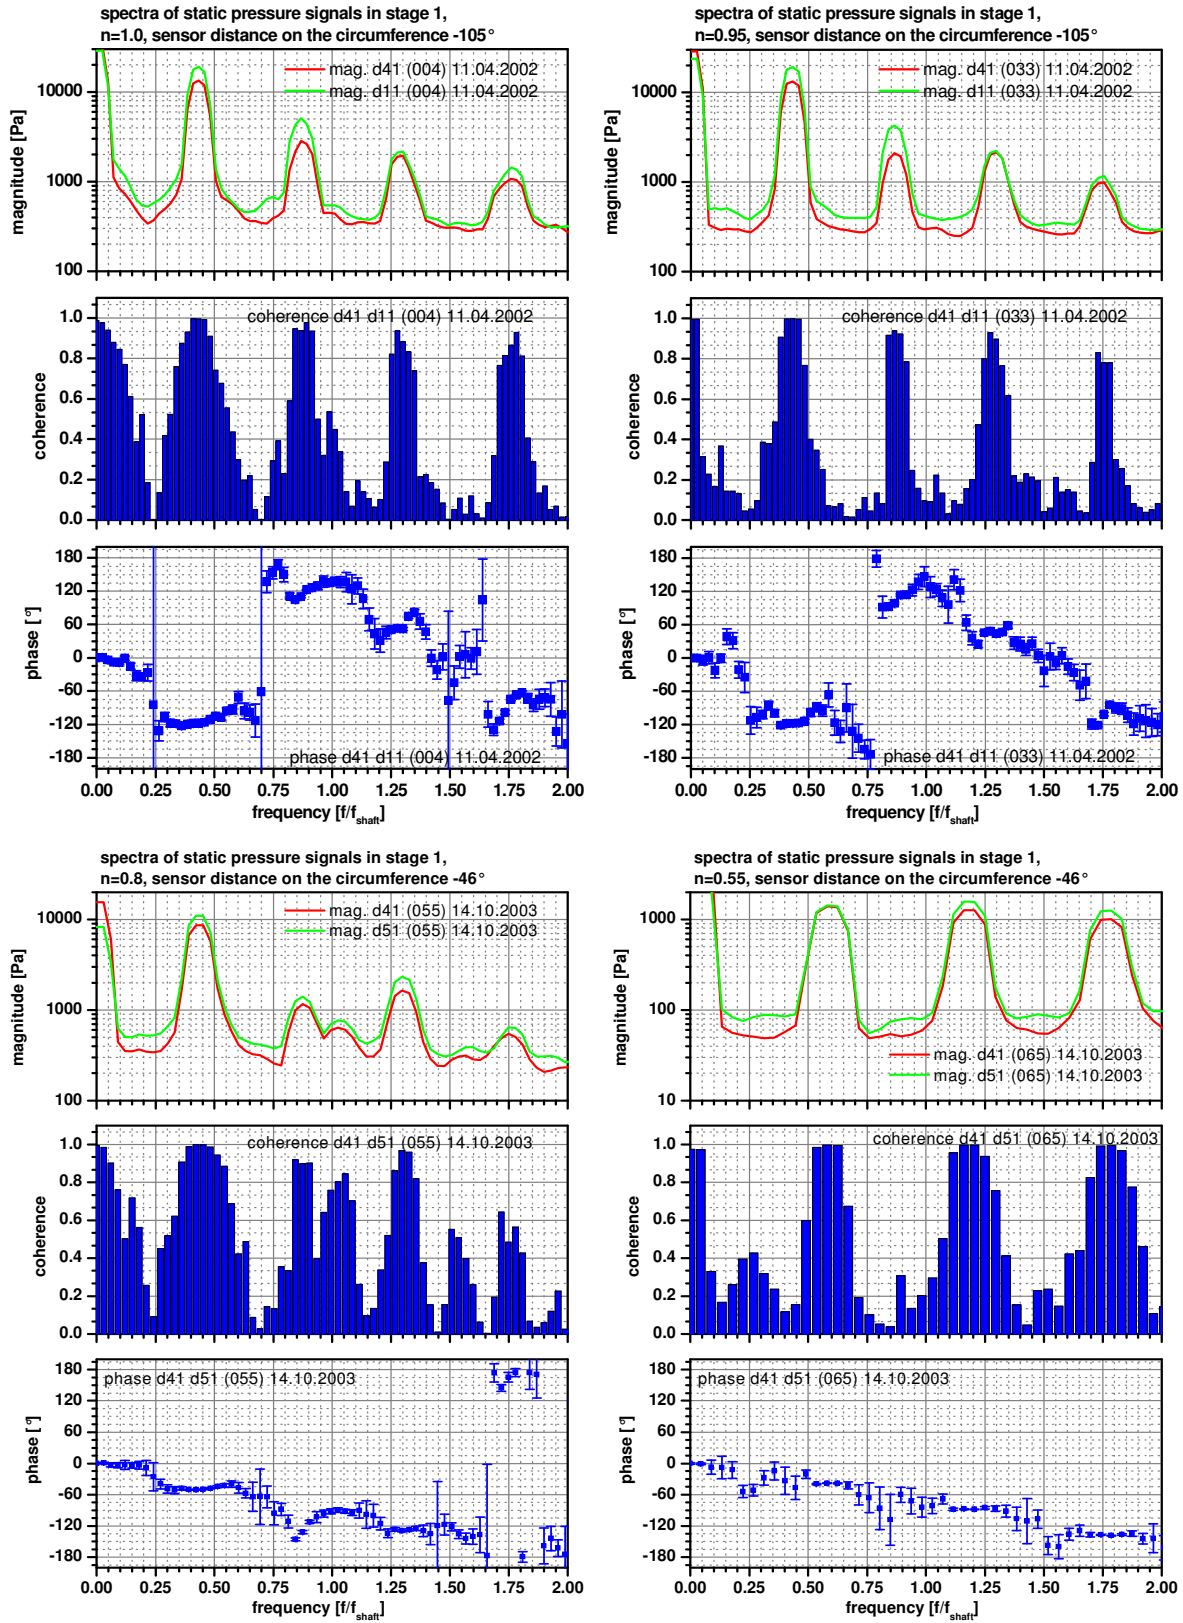 spectra of static pressure signals in stage 1,
n=1.0, sensor distance on the circumference -105°
mag. d41 (004) 11.04.2002
mag. d11 (004) 11.04.2002
magnitude [Pa]
10000
1000
100
coherence d41 d11 (004) 11.04.2002
coherence
1.0
0.8
0.6
0.4
0.2
0.0
phase [°]
180
120
60
0
-60
-120
-180
phase d41 d11 (004) 11.04.2002
0.00 0.25 0.50 0.75 1.00 1.25 1.50 1.75 2.00
frequency [f/fshaft]
spectra of static pressure signals in stage 1,
n=0.95, sensor distance on the circumference -105°
mag. d41 (033) 11.04.2002
mag. d11 (033) 11.04.2002
magnitude [Pa]
10000
1000
100
coherence d41 d11 (033) 11.04.2002
coherence
1.0
0.8
0.6
0.4
0.2
0.0
phase [°]
180
120
60
0
-60
-120
-180
phase d41 d11 (033) 11.04.2002
0.00 0.25 0.50 0.75 1.00 1.25 1.50 1.75 2.00
frequency [f/fshaft]
spectra of static pressure signals in stage 1,
n=0.8, sensor distance on the circumference -46°
mag. d41 (055) 14.10.2003
mag. d51 (055) 14.10.2003
magnitude [Pa]
10000
1000
100
coherence d41 d51 (055) 14.10.2003
coherence
1.0
0.8
0.6
0.4
0.2
0.0
phase d41 d51 (055) 14.10.2003
phase [°]
180
120
60
0
-60
-120
-180
0.00 0.25 0.50 0.75 1.00 1.25 1.50 1.75 2.00
frequency [f/fshaft]
spectra of static pressure signals in stage 1,
n=0.55, sensor distance on the circumference -46°
magnitude [Pa]
1000
100
10
mag. d41 (065) 14.10.2003
mag. d51 (065) 14.10.2003
coherence d41 d51 (065) 14.10.2003
coherence
1.0
0.8
0.6
0.4
0.2
0.0
phase d41 d51 (065) 14.10.2003
phase [°]
180
120
60
0
-60
-120
-180
0.00 0.25 0.50 0.75 1.00 1.25 1.50 1.75 2.00
frequency [f/fshaft]